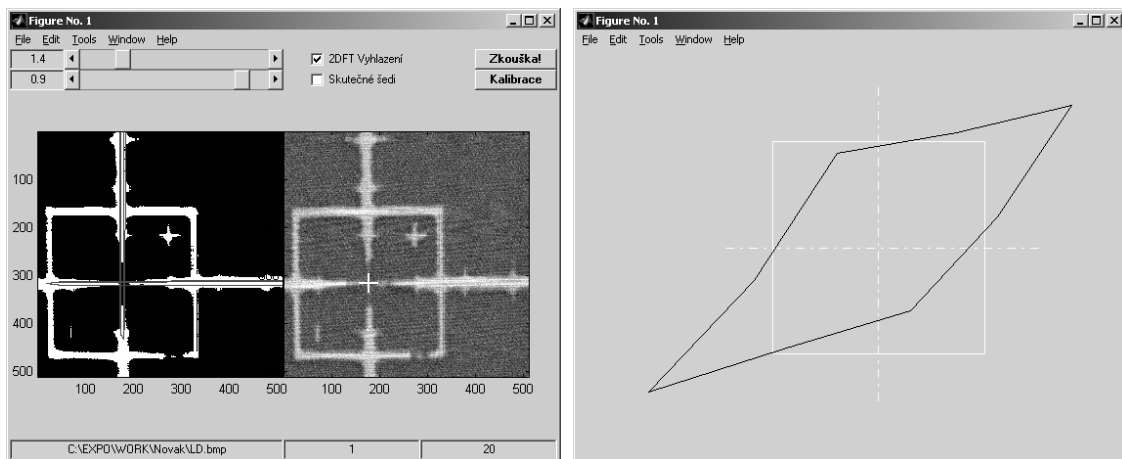 Figure No. 1
File Edit Tools Window Help
1.4
2DFT Vyhlazení
Zkouška!
0.9
Skutečné šedi
Kalibrace
100
200
300
400
500
100 200 300 400 500
100 200 300 400 500
C:\EXPO\WORK\Novak\LD.bmp 1 20
Figure No. 1
File Edit Tools Window Help